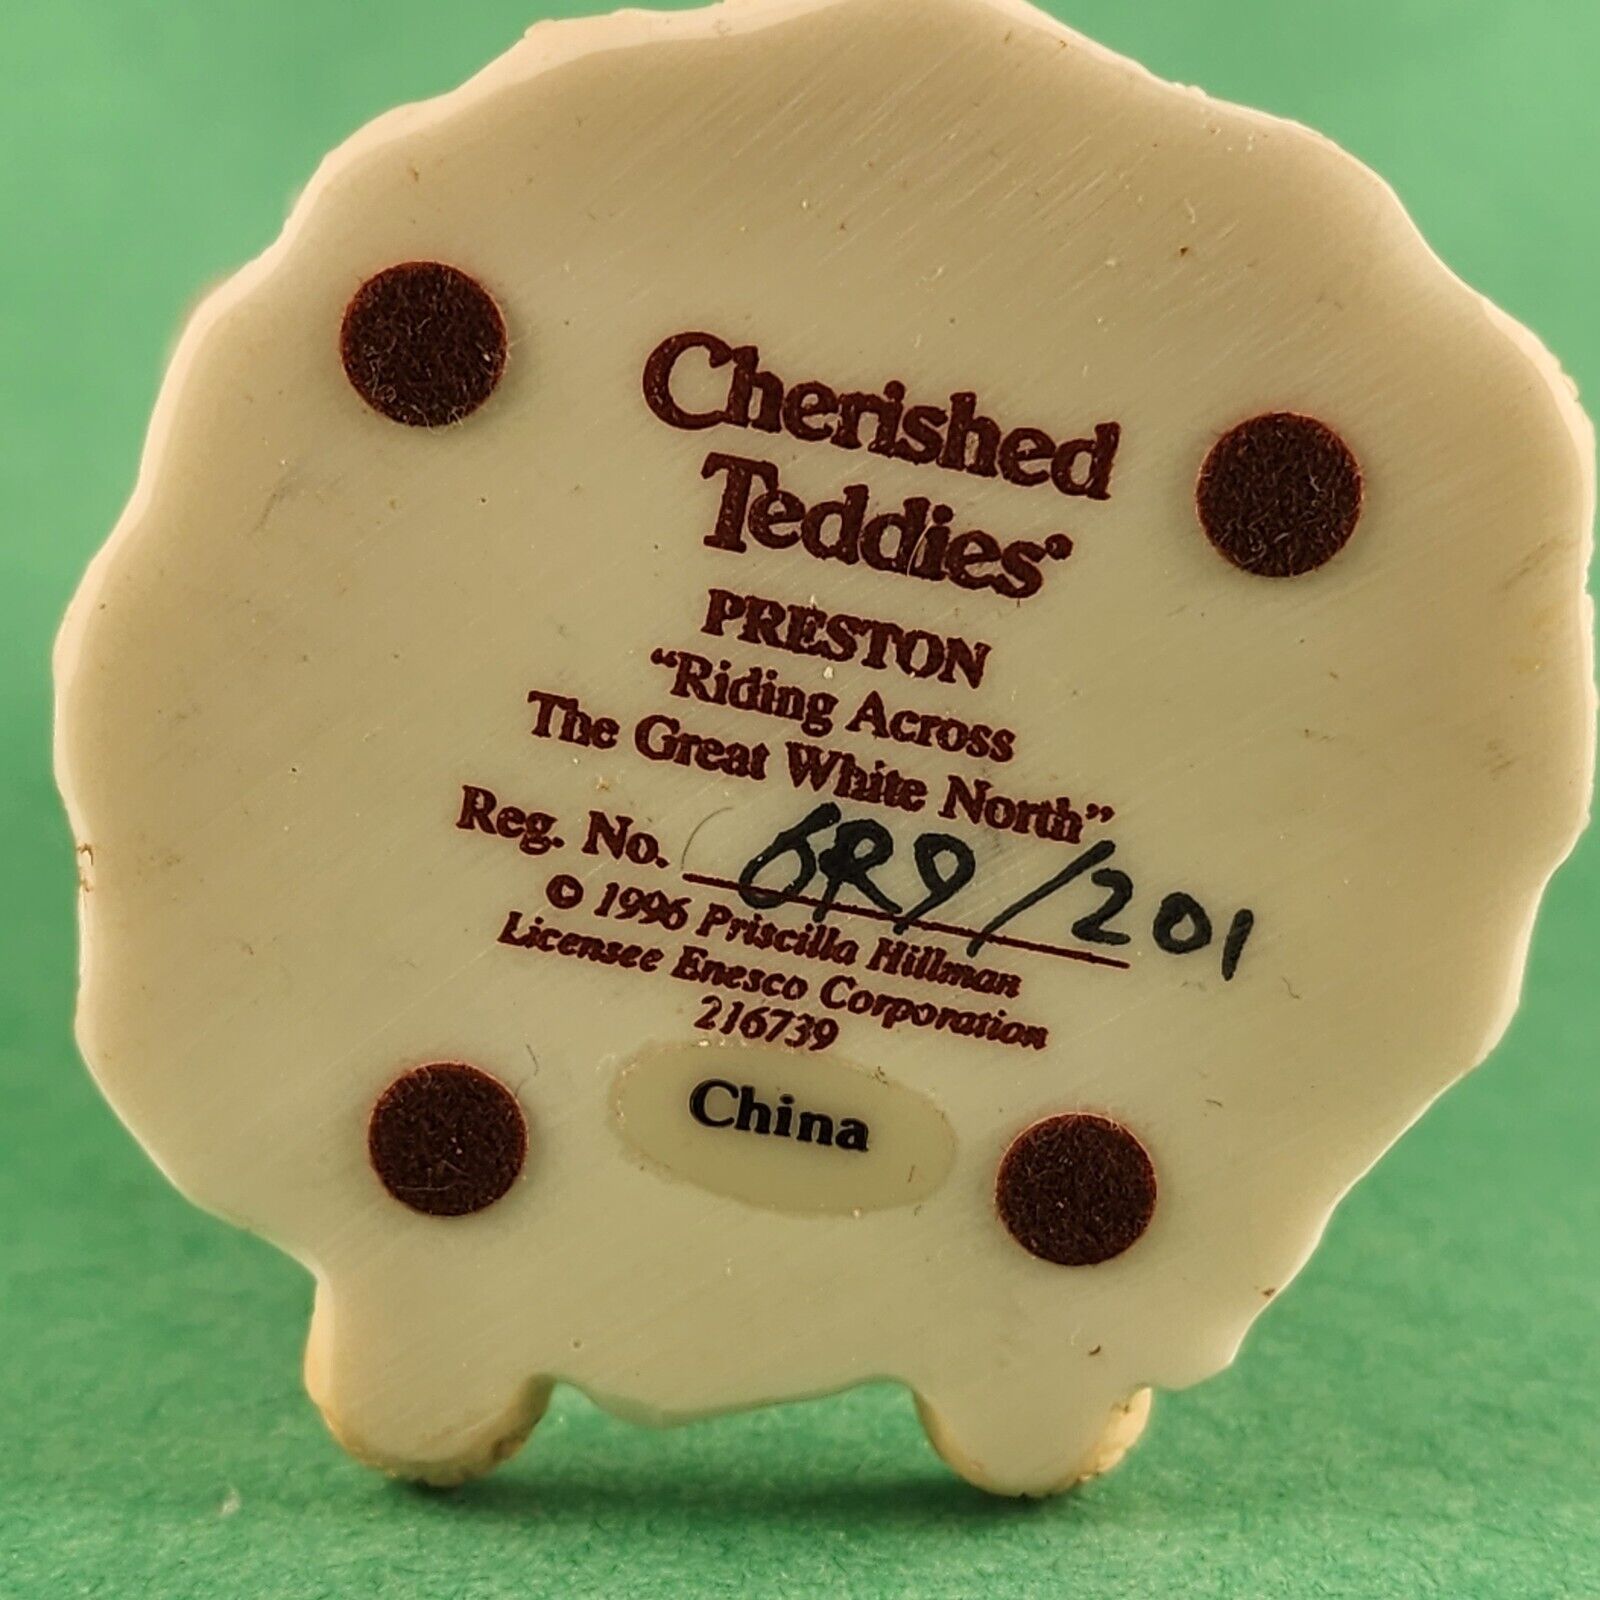 Cherished
Teddies®
PRESTON
“Riding Across
The Great White North”
Reg. No. 6R9/201
© 1996 Priscilla Hillman
Licensee Enesco Corporation
216739
China